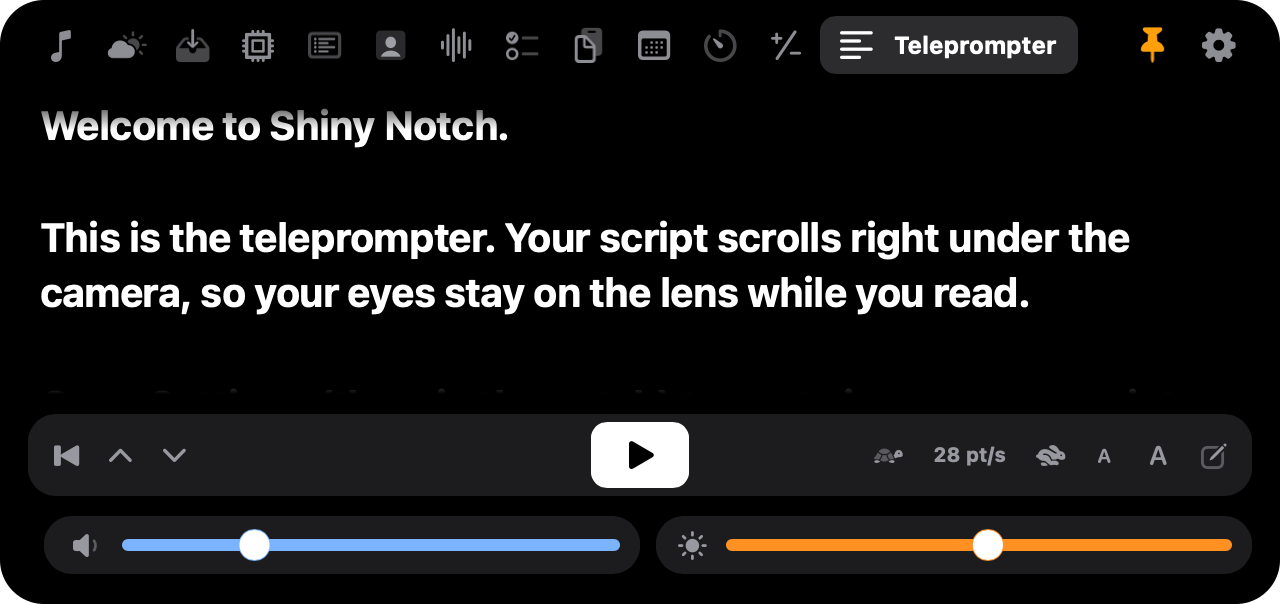 Teleprompter
Welcome to Shiny Notch.
This is the teleprompter. Your script scrolls right under the
camera, so your eyes stay on the lens while you read.
28 pt/s
A
A